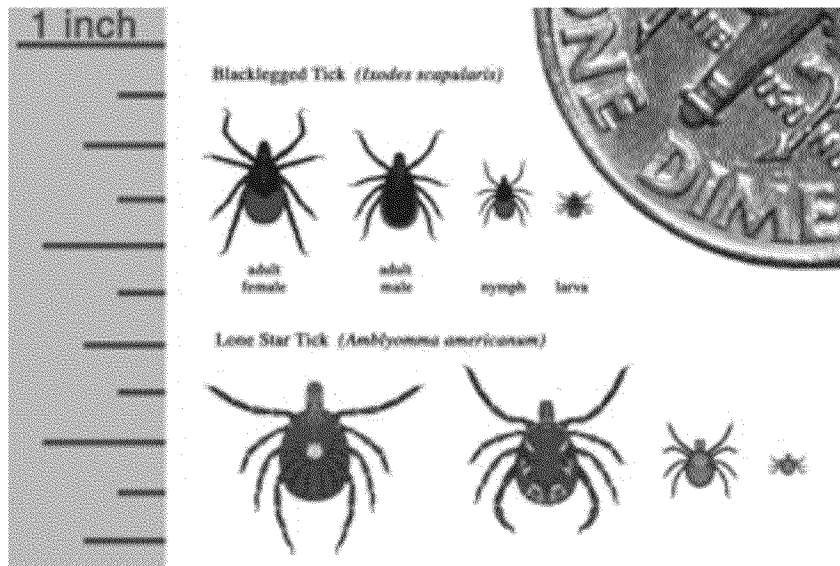 1 inch
Blacklegged Tick (Ixodes scapularis)
ONE DIME
adult female
adult male
nymph
larva
Lone Star Tick (Amblyomma americanum)